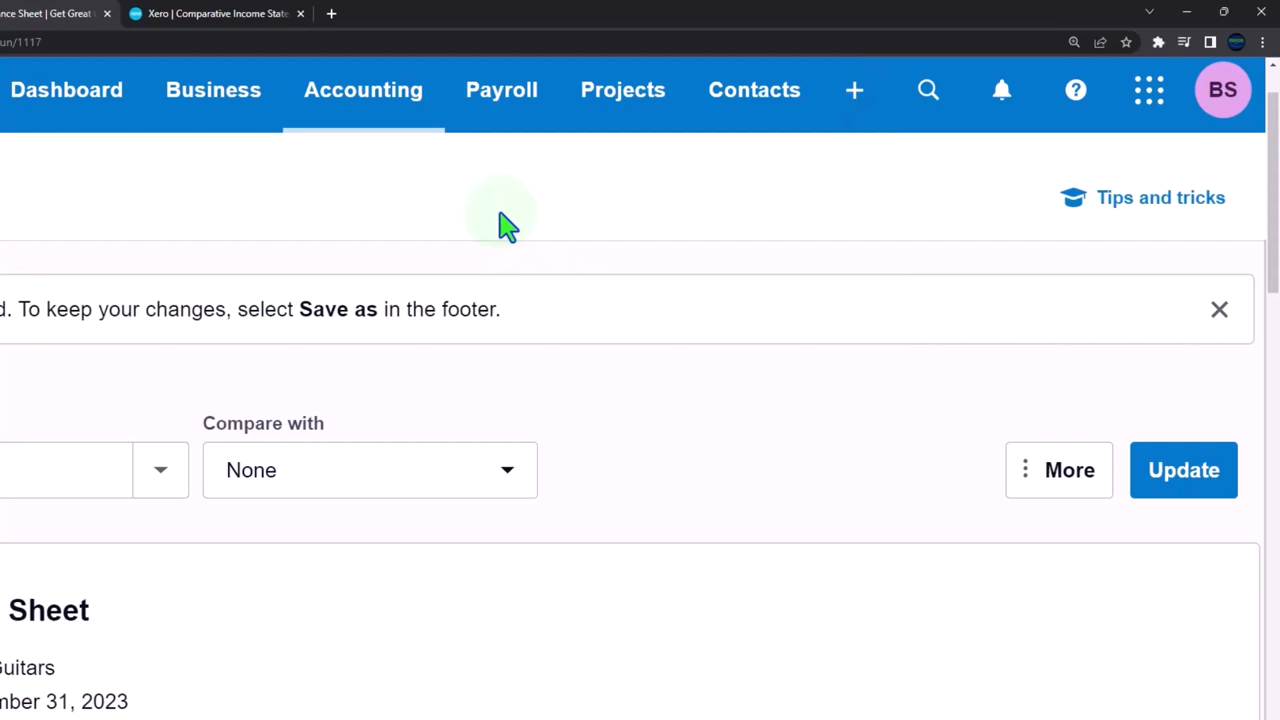 nce Sheet | Get Great
Xero | Comparative Income State
un/1117
Dashboard Business Accounting Payroll Projects Contacts BS
Tips and tricks
d. To keep your changes, select Save as in the footer.
Compare with
None
More
Update
Sheet
Guitars
mber 31, 2023